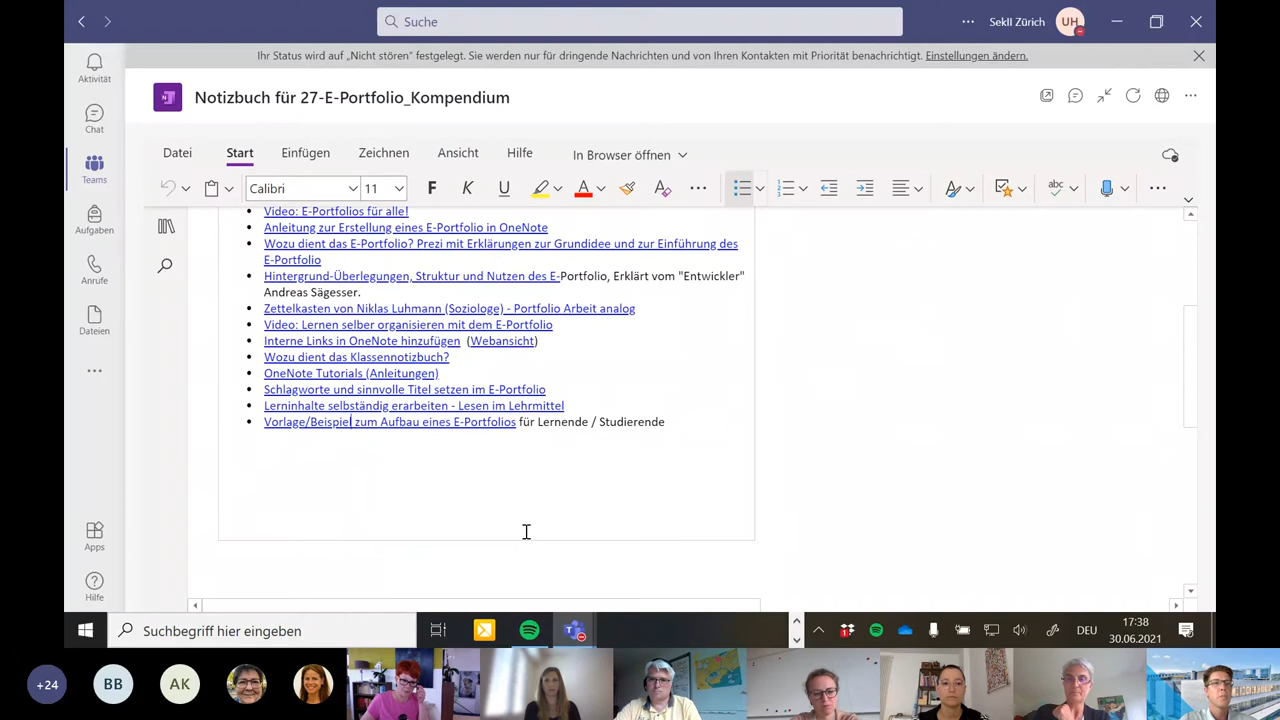 Suche
SekII Zürich
UH
Ihr Status wird auf „Nicht stören" festgelegt. Sie werden nur für dringende Nachrichten und von Ihren Kontakten mit Priorität benachrichtigt. Einstellungen ändern.
Aktivität
Chat
Teams
Aufgaben
Anrufe
Dateien
Apps
Hilfe
N
Notizbuch für 27-E-Portfolio_Kompendium
Datei Start Einfügen Zeichnen Ansicht Hilfe In Browser öffnen
Calibri 11 F K U A abc
Video: E-Portfolios für alle!
Anleitung zur Erstellung eines E-Portfolio in OneNote
Wozu dient das E-Portfolio? Prezi mit Erklärungen zur Grundidee und zur Einführung des
E-Portfolio
Hintergrund-Überlegungen, Struktur und Nutzen des E-Portfolio, Erklärt vom "Entwickler"
Andreas Sägesser.
Zettelkasten von Niklas Luhmann (Soziologe) - Portfolio Arbeit analog
Video: Lernen selber organisieren mit dem E-Portfolio
Interne Links in OneNote hinzufügen (Webansicht)
Wozu dient das Klassennotizbuch?
OneNote Tutorials (Anleitungen)
Schlagworte und sinnvolle Titel setzen im E-Portfolio
Lerninhalte selbständig erarbeiten - Lesen im Lehrmittel
Vorlage/Beispiel zum Aufbau eines E-Portfolios für Lernende / Studierende
Suchbegriff hier eingeben
DEU
17:38
30.06.2021
+24
BB
AK